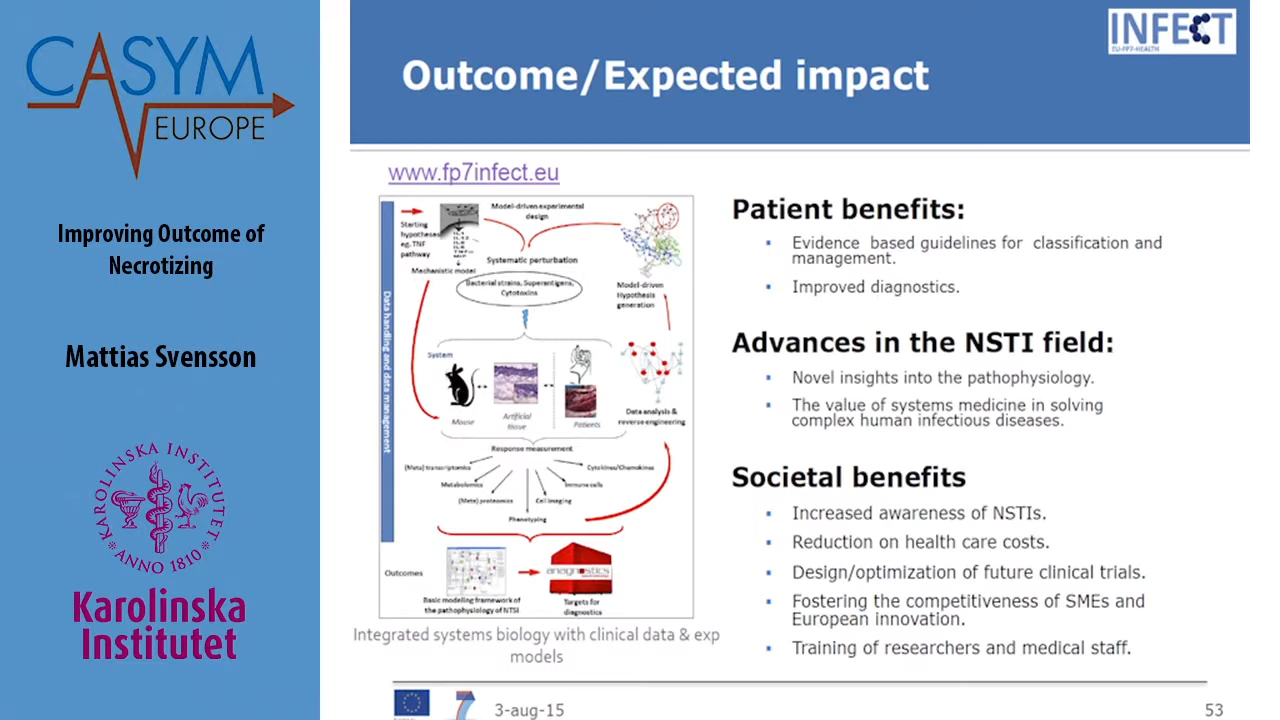 CASYM
EUROPE
Improving Outcome of
Necrotizing
Mattias Svensson
KAROLINSKA INSTITUTET
ANNO 1810
Karolinska
Institutet
INFECT
EU-FP7-HEALTH
Outcome/Expected impact
www.fp7infect.eu
Data handling and data management
Starting
hypotheses
eg. TNF
pathway
Mechanistic model
Model-driven experimental
design
Systematic perturbation
Bacterial strains, Superantigens,
Cytotoxins
Model-driven
Hypothesis
generation
System
Mouse
Artificial
tissue
Patients
Data analysis &
reverse-engineering
Response measurement
(Meta) transcriptomics
Cytokines/Chemokines
Metabolomics
Immune cells
(Meta) proteomics
Cell imaging
Phenotyping
Outcomes
anagnostics
Basic modeling framework of
the pathophysiology of NTSI
Targets for
diagnostics
Integrated systems biology with clinical data & exp
models
Patient benefits:
Evidence based guidelines for classification and
management.
Improved diagnostics.
Advances in the NSTI field:
Novel insights into the pathophysiology.
The value of systems medicine in solving
complex human infectious diseases.
Societal benefits
Increased awareness of NSTIs.
Reduction on health care costs.
Design/optimization of future clinical trials.
Fostering the competitiveness of SMEs and
European innovation.
Training of researchers and medical staff.
7
3-aug-15
53